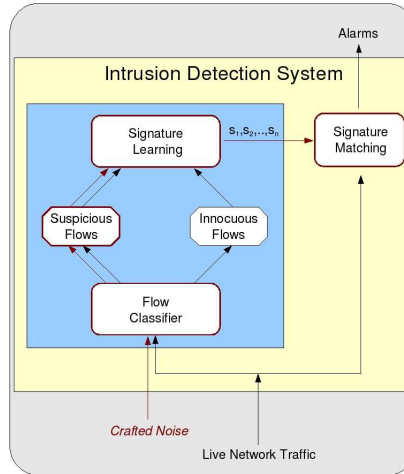 Alarms
Intrusion Detection System
Signature
Learning
S1,S2,..,Sn
Signature
Matching
Suspicious
Flows
Innocuous
Flows
Flow
Classifier
Crafted Noise
Live Network Traffic